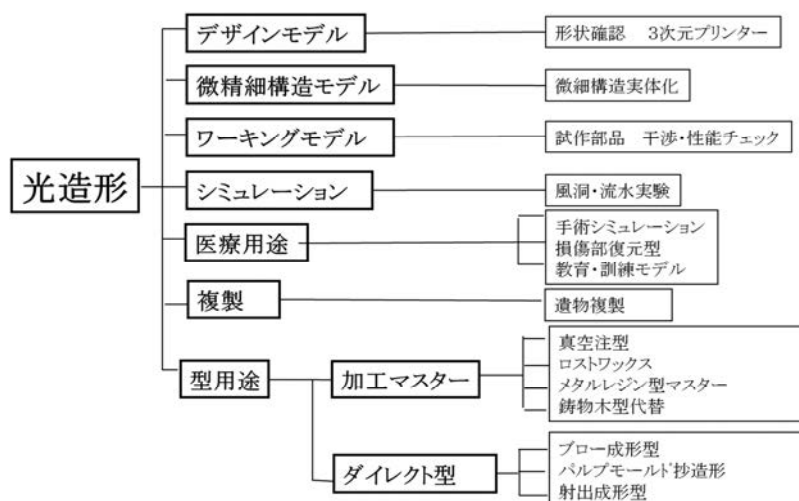 光造形
デザインモデル
形状確認　3次元プリンター
微精細構造モデル
微細構造実体化
ワーキングモデル
試作部品　干渉・性能チェック
シミュレーション
風洞・流水実験
医療用途
手術シミュレーション
損傷部復元型
教育・訓練モデル
複製
遺物複製
型用途
加工マスター
真空注型
ロストワックス
メタルレジン型マスター
鋳物木型代替
ダイレクト型
ブロー成形型
パルプモールド抄造形
射出成形型